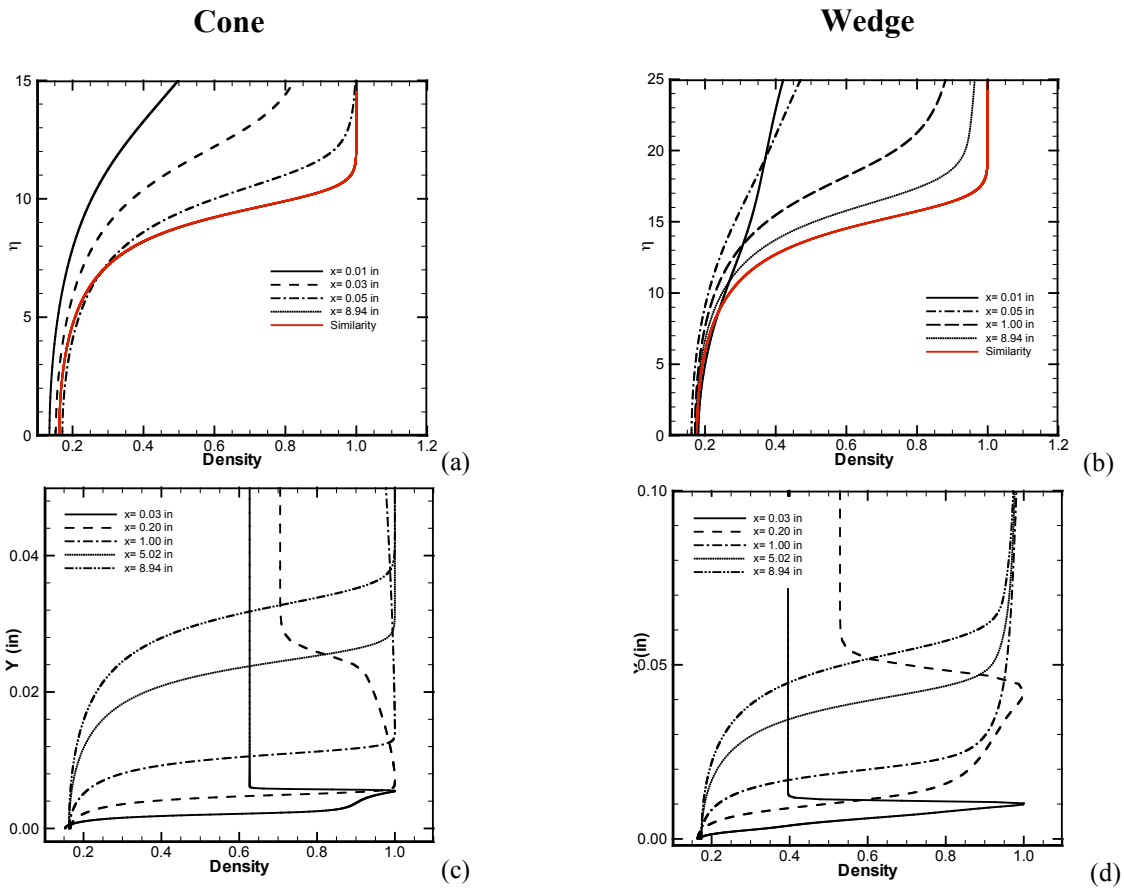 Cone
Wedge
15
10
5
0
η
0.2 0.4 0.6 0.8 1.0 1.2
Density
x= 0.01 in
x= 0.03 in
x= 0.05 in
x= 8.94 in
Similarity
(a)
25
20
15
10
5
0
η
0.2 0.4 0.6 0.8 1.0 1.2
Density
x= 0.01 in
x= 0.05 in
x= 1.00 in
x= 8.94 in
Similarity
(b)
0.04
0.02
0.00
Y (in)
0.2 0.4 0.6 0.8 1.0
Density
x= 0.03 in
x= 0.20 in
x= 1.00 in
x= 5.02 in
x= 8.94 in
(c)
0.10
0.05
0.00
Y (in)
0.2 0.4 0.6 0.8 1.0
Density
x= 0.03 in
x= 0.20 in
x= 1.00 in
x= 5.02 in
x= 8.94 in
(d)